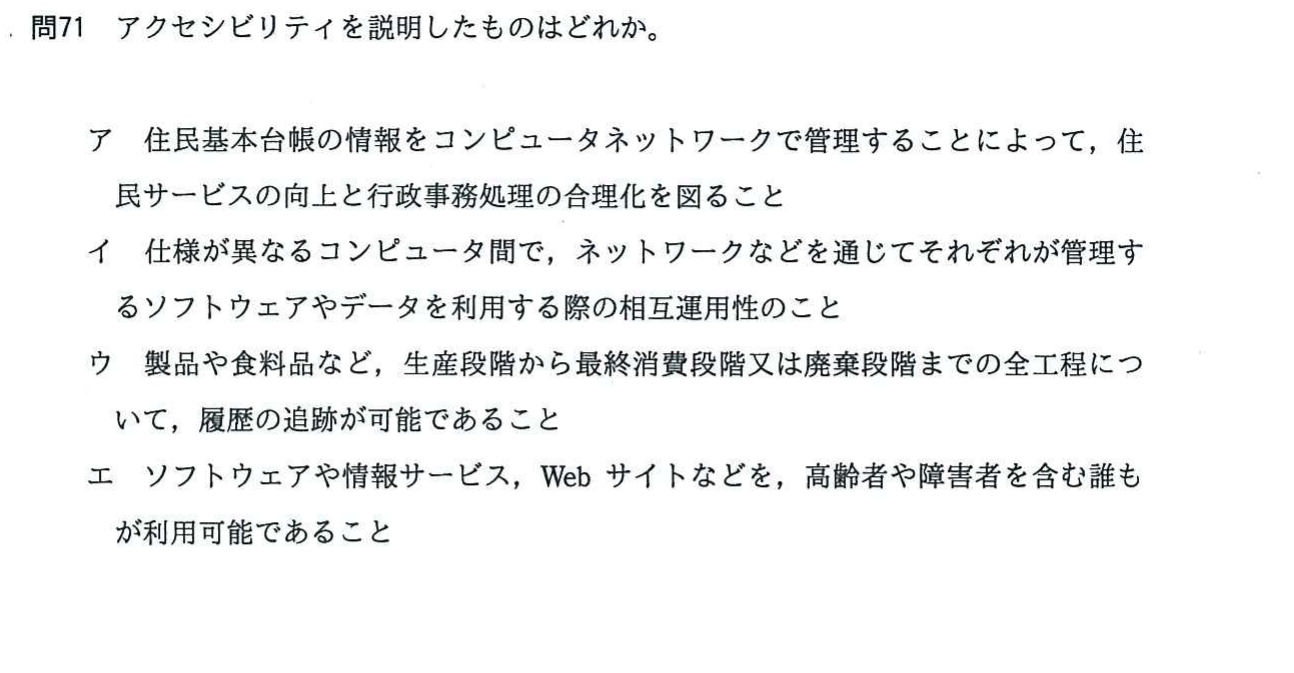 問71 アクセシビリティを説明したものはどれか。
ア 住民基本台帳の情報をコンピュータネットワークで管理することによって，住
民サービスの向上と行政事務処理の合理化を図ること
イ 仕様が異なるコンピュータ間で，ネットワークなどを通じてそれぞれが管理す
るソフトウェアやデータを利用する際の相互運用性のこと
ウ 製品や食料品など，生産段階から最終消費段階又は廃棄段階までの全工程につ
いて，履歴の追跡が可能であること
エ ソフトウェアや情報サービス，Web サイトなどを，高齢者や障害者を含む誰も
が利用可能であること